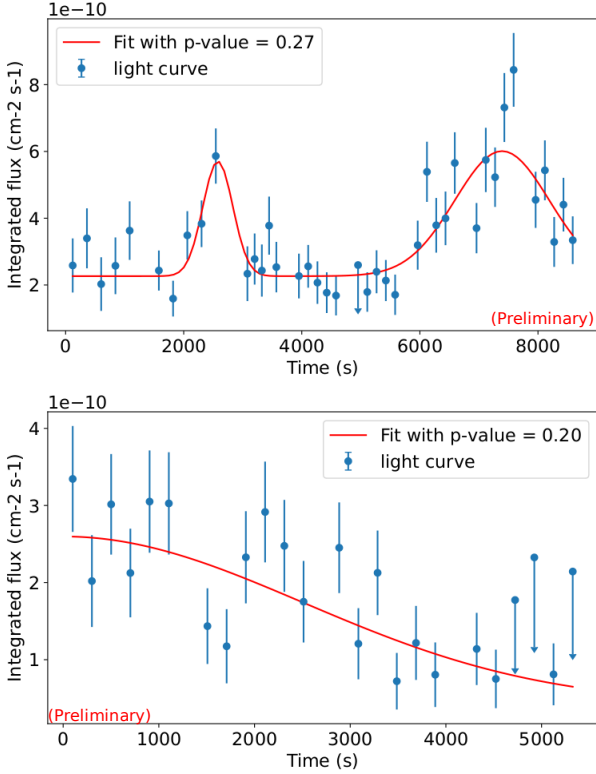 1e−10
Fit with p-value = 0.27
light curve
Integrated flux (cm-2 s-1)
8
6
4
2
(Preliminary)
0 2000 4000 6000 8000
Time (s)
1e−10
Fit with p-value = 0.20
light curve
Integrated flux (cm-2 s-1)
4
3
2
1
(Preliminary)
0 1000 2000 3000 4000 5000
Time (s)